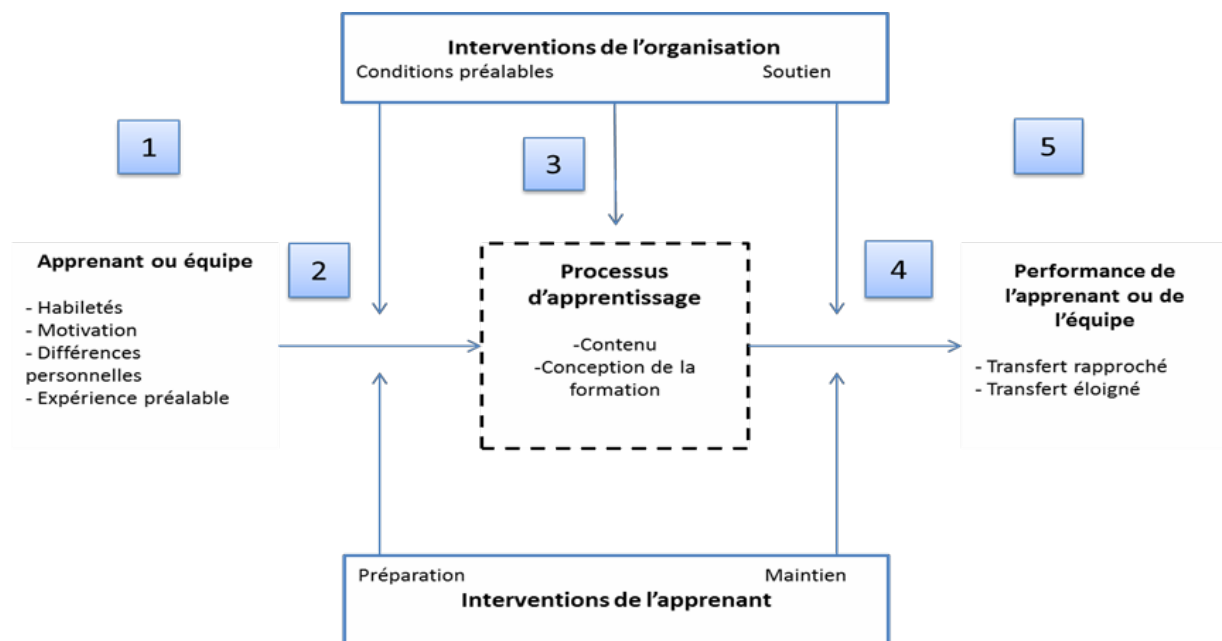 Interventions de l'organisation
Conditions préalables Soutien
1
3
5
Apprenant ou équipe
- Habiletés
- Motivation
- Différences
personnelles
- Expérience préalable
2
Processus
d'apprentissage
-Contenu
-Conception de la
formation
4
Performance de
l'apprenant ou de
l'équipe
- Transfert rapproché
- Transfert éloigné
Préparation Maintien
Interventions de l'apprenant